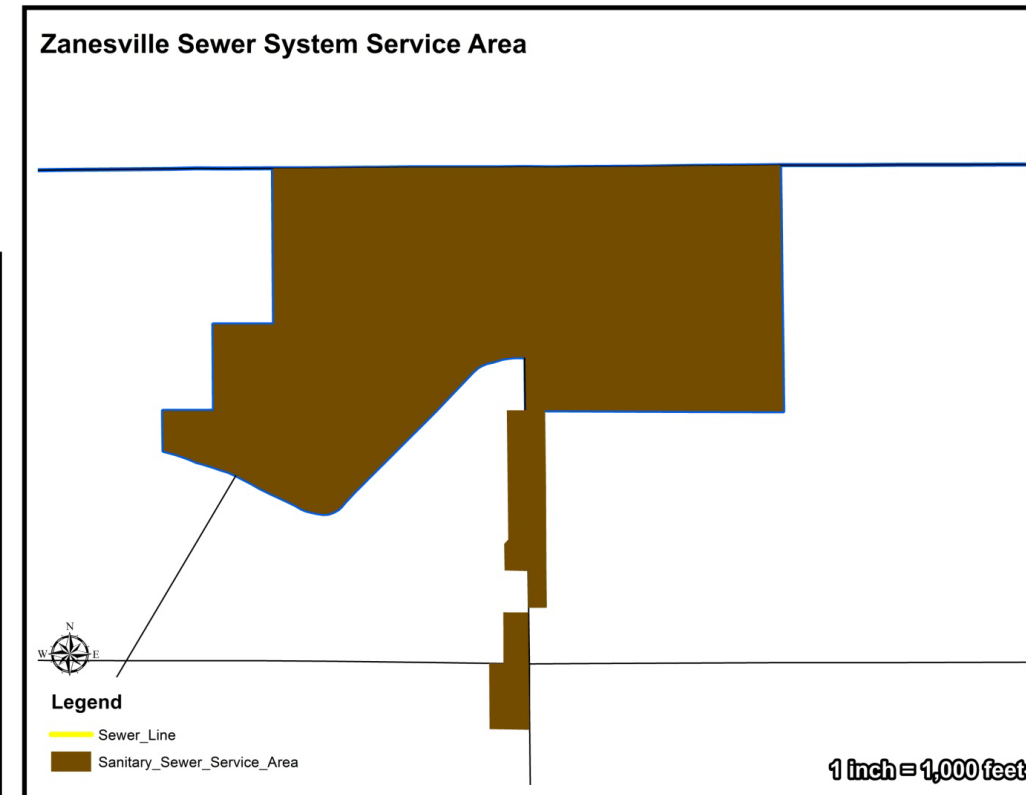 Zanesville Sewer System Service Area
N
W E
Legend
Sewer_Line
Sanitary_Sewer_Service_Area
1 inch = 1,000 feet